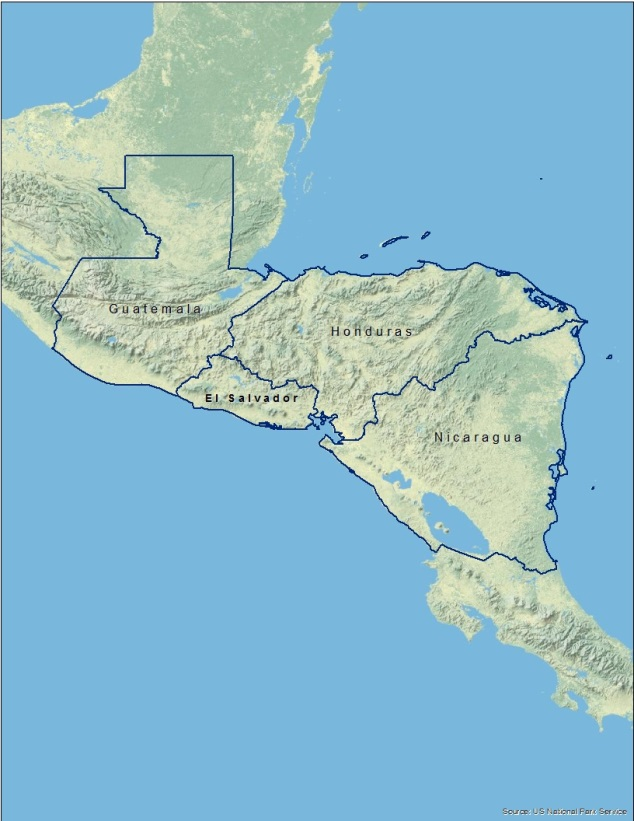 Guatemala
Honduras
El Salvador
Nicaragua
Source: US National Park Service